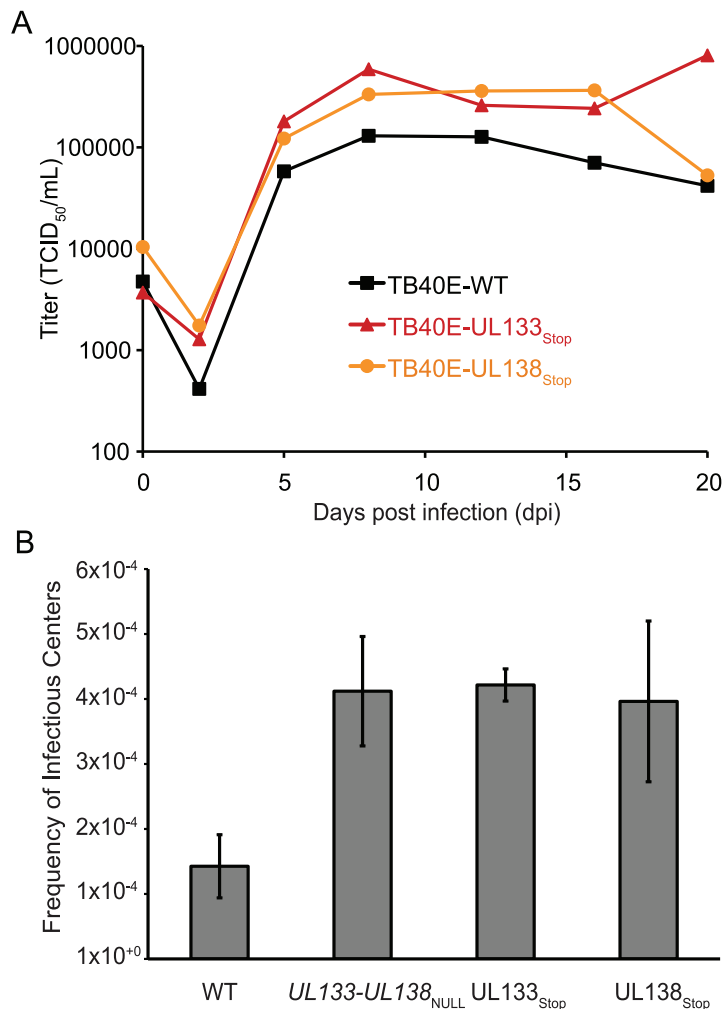 A
1000000
100000
10000
1000
100
Titer (TCID50/mL)
TB40E-WT
TB40E-UL133Stop
TB40E-UL138Stop
0 5 10 15 20
Days post infection (dpi)
B
6x10-4
5x10-4
4x10-4
3x10-4
2x10-4
1x10-4
1x10+0
Frequency of Infectious Centers
WT UL133-UL138NULL UL133Stop UL138Stop